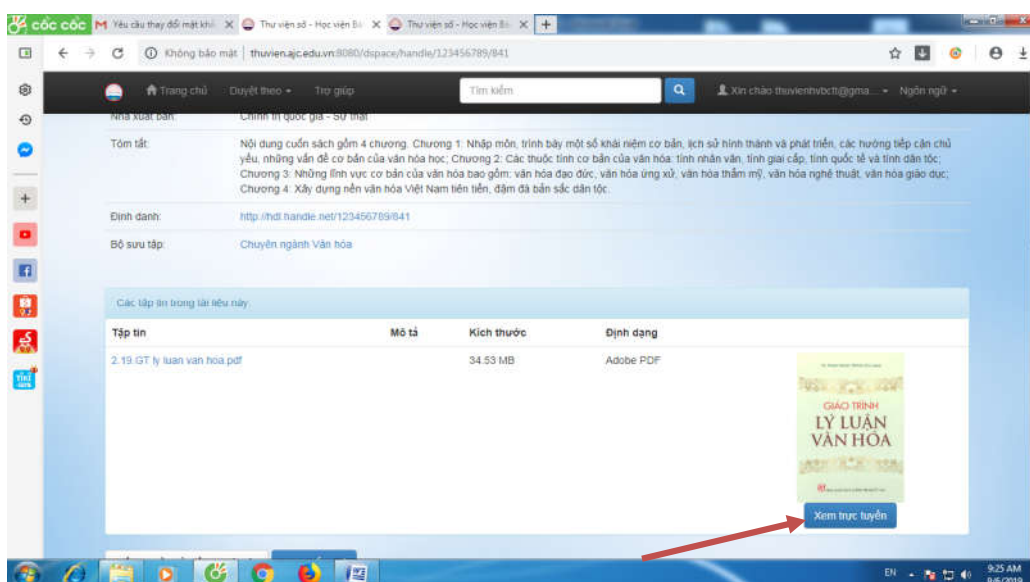 cốc cốc
Yêu cầu thay đổi mật khẩ
Thư viện số - Học viện Bá
Thư viện số - Học viện Bá
Không bảo mật | thuvien.ajc.edu.vn:8080/dspace/handle/123456789/841
Trang chủ
Duyệt theo
Trợ giúp
Tìm kiếm
Xin chào thuvienhvbctt@gma...
Ngôn ngữ
Nhà xuất bản:
Chính trị quốc gia - Sự thật
Tóm tắt:
Nội dung cuốn sách gồm 4 chương. Chương 1: Nhập môn, trình bày một số khái niệm cơ bản, lịch sử hình thành và phát triển, các hướng tiếp cận chủ
yếu, những vấn đề cơ bản của văn hóa học; Chương 2: Các thuộc tính cơ bản của văn hóa: tính nhân văn, tính giai cấp, tính quốc tế và tính dân tộc;
Chương 3: Những lĩnh vực cơ bản của văn hóa bao gồm: văn hóa đạo đức, văn hóa ứng xử, văn hóa thẩm mỹ, văn hóa nghệ thuật, văn hóa giáo dục;
Chương 4: Xây dựng nền văn hóa Việt Nam tiên tiến, đậm đà bản sắc dân tộc.
Định danh:
http://hdl.handle.net/123456789/841
Bộ sưu tập:
Chuyên ngành Văn hóa
Các tập tin trong tài liệu này:
Tập tin
Mô tả
Kích thước
Định dạng
2.19.GT ly luan van hoa.pdf
34.53 MB
Adobe PDF
GIÁO TRÌNH
LÝ LUẬN
VĂN HÓA
Xem trực tuyến
TIKI
EN
9:25 AM